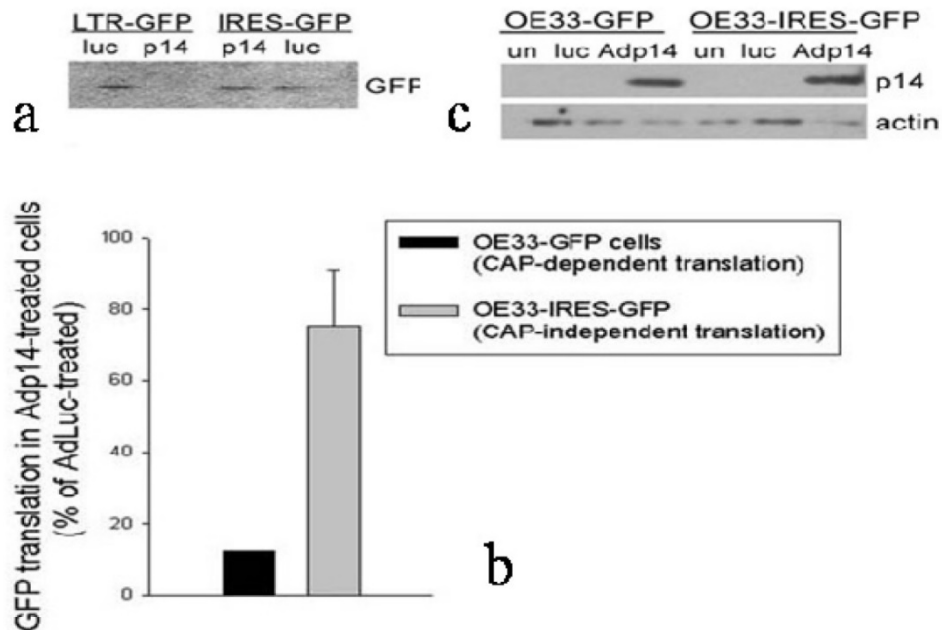 LTR-GFP IRES-GFP
luc p14 p14 luc
GFP
a
OE33-GFP OE33-IRES-GFP
un luc Adp14 un luc Adp14
p14
actin
c
GFP translation in Adp14-treated cells
(% of AdLuc-treated)
100
80
60
40
20
0
OE33-GFP cells
(CAP-dependent translation)
OE33-IRES-GFP
(CAP-independent translation)
b